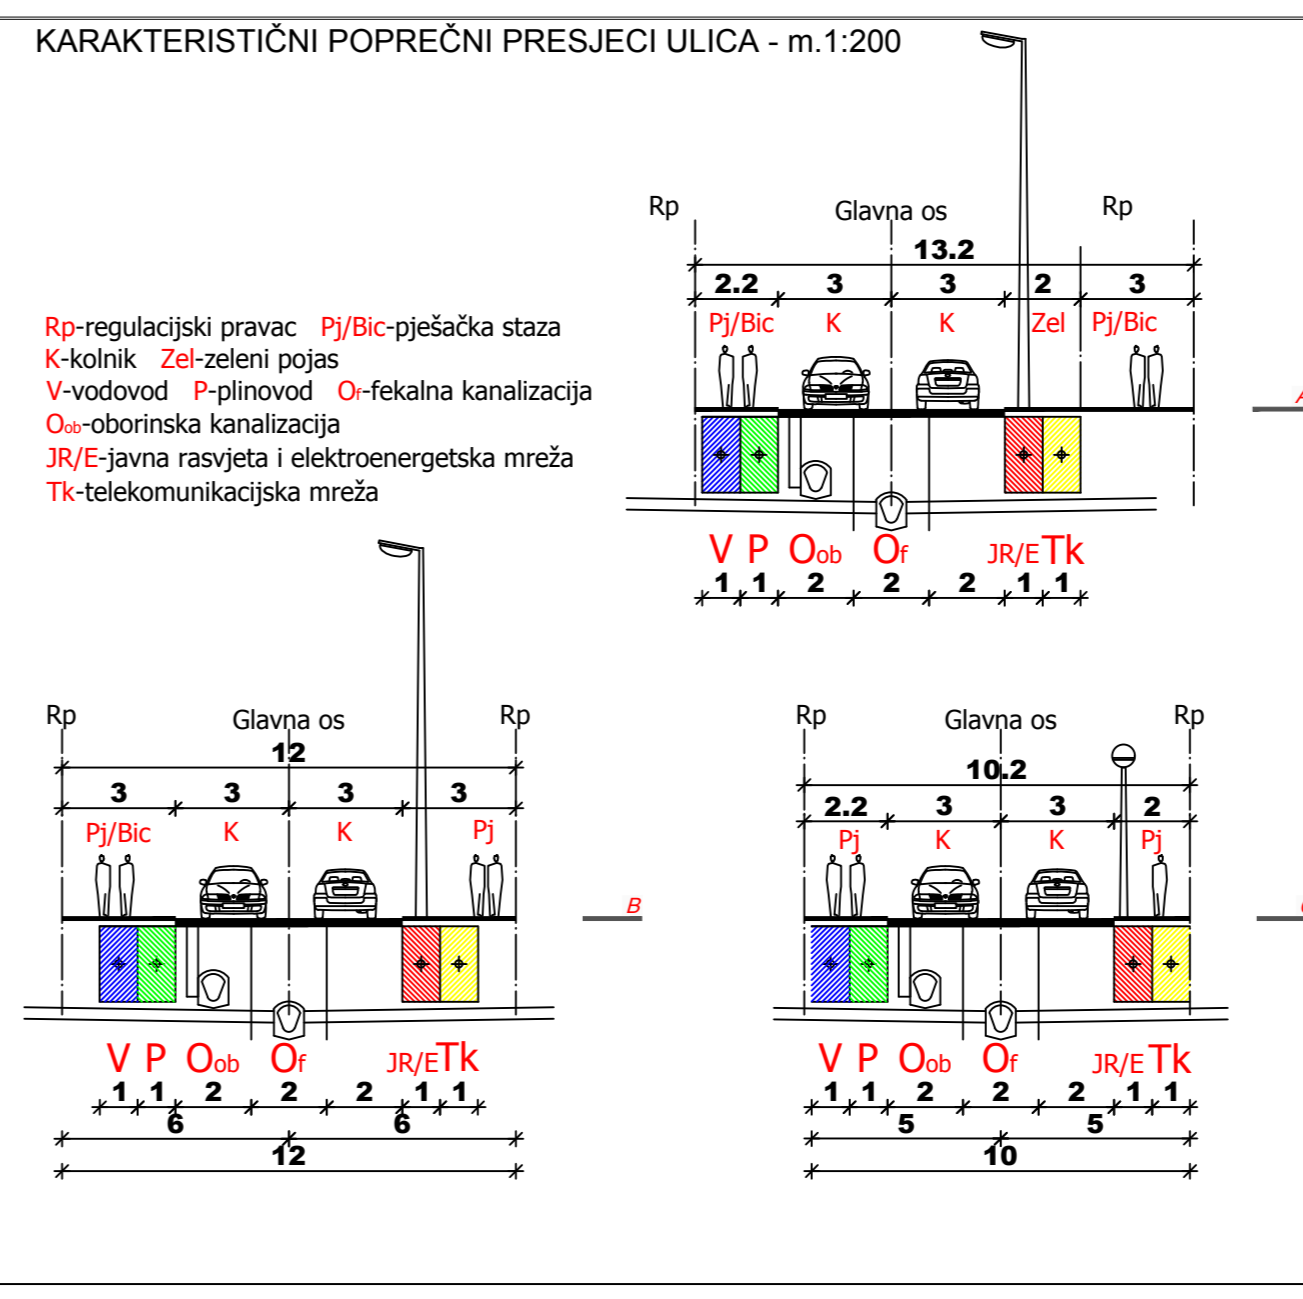 KARAKTERISTIČNI POPREČNI PRESJECI ULICA - m.1:200
Rp Glavna os Rp
13.2
2.2 3 3 2 3
Pj/Bic K K Zel Pj/Bic
Rp-regulacijski pravac Pj/Bic-pješačka staza
K-kolnik Zel-zeleni pojas
V-vodovod P-plinovod Of-fekalna kanalizacija
Oob-oborinska kanalizacija
JR/E-javna rasvjeta i elektroenergetska mreža
Tk-telekomunikacijska mreža
V P Oob Of JR/E Tk
1 1 2 2 2 1 1
Rp Glavna os Rp
12
3 3 3 3
Pj/Bic K K Pj
B
V P Oob Of JR/E Tk
1 1 2 2 2 1 1
6 6
12
Rp Glavna os Rp
10.2
2.2 3 3 2
Pj K K Pj
V P Oob Of JR/E Tk
1 1 2 2 2 1 1
5 5
10